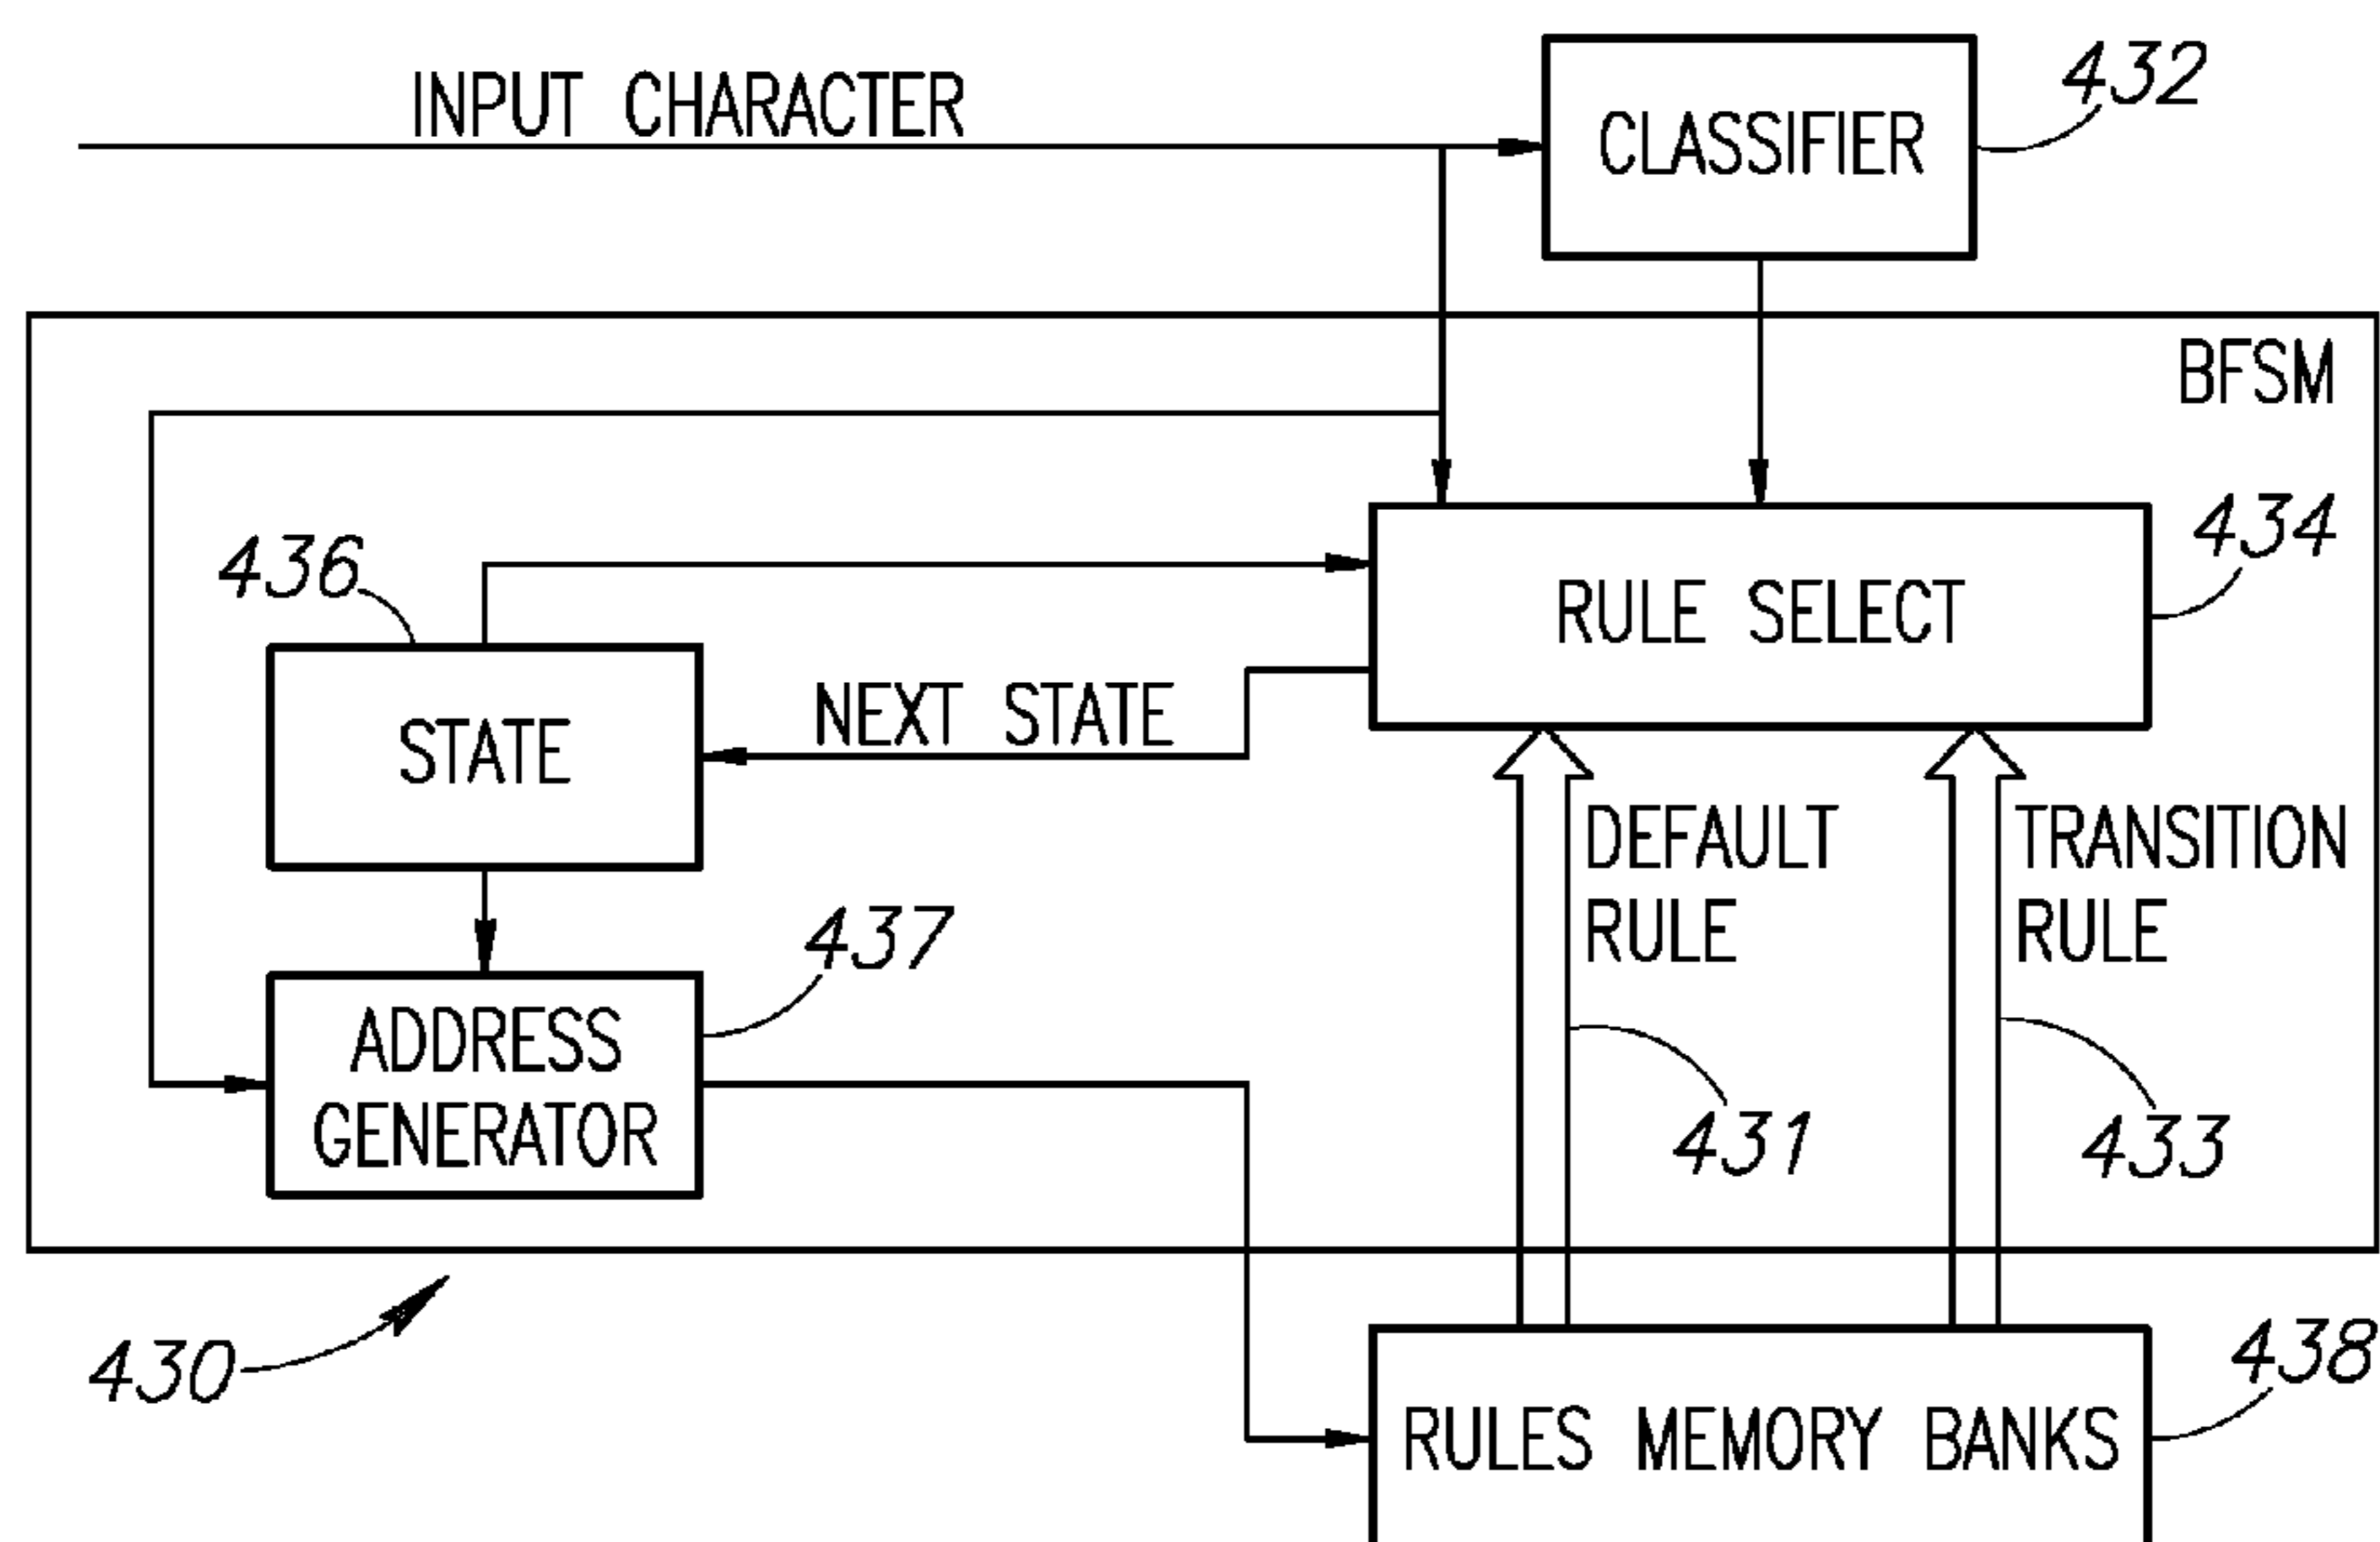 INPUT CHARACTER
CLASSIFIER
432
BFSM
436
434
RULE SELECT
STATE
NEXT STATE
DEFAULT
RULE
TRANSITION
RULE
437
ADDRESS
GENERATOR
431
433
430
438
RULES MEMORY BANKS